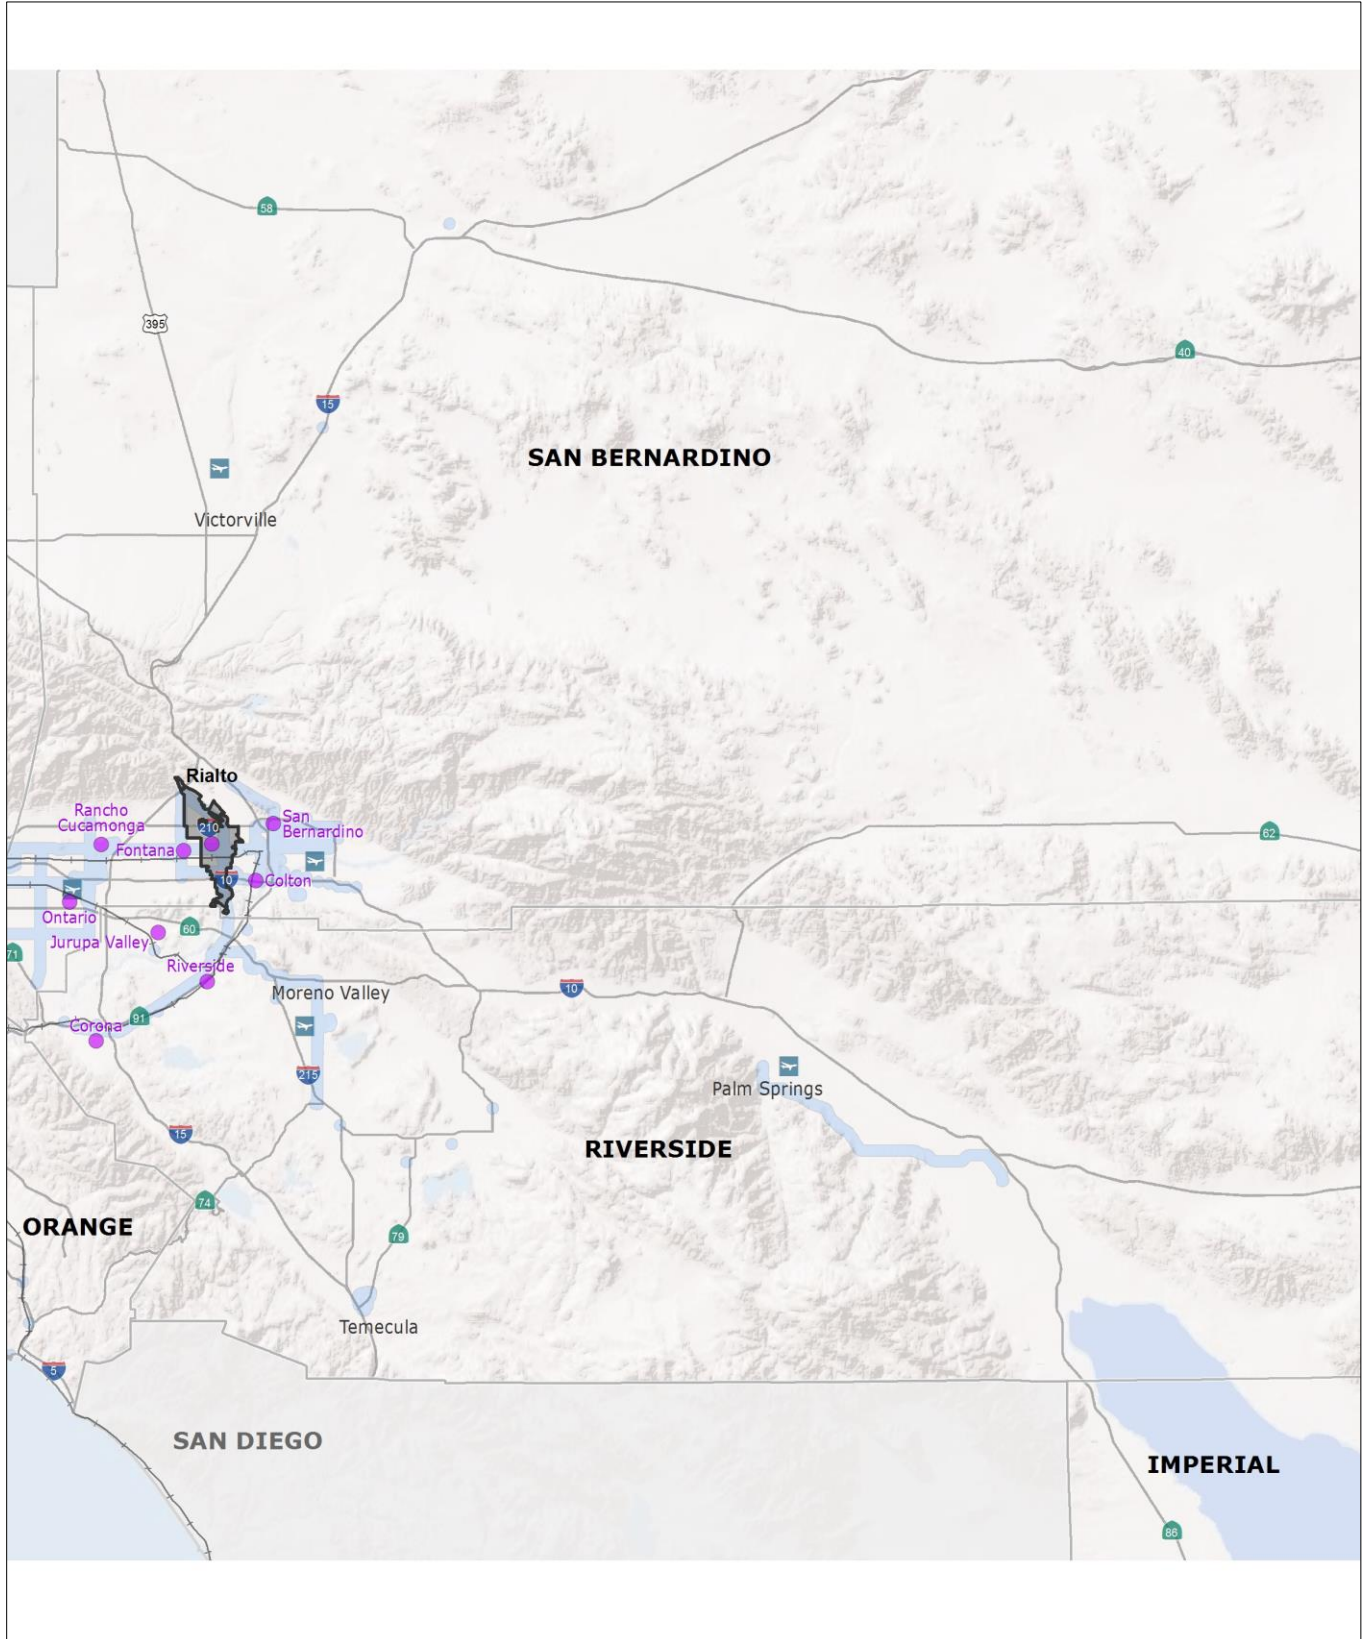 58
395
40
15
SAN BERNARDINO
Victorville
Rialto
Rancho
Cucamonga
San
Bernardino
210
62
Fontana
10
Colton
Ontario
60
Jurupa Valley
71
Riverside
10
Moreno Valley
91
Corona
215
Palm Springs
15
RIVERSIDE
74
ORANGE
79
Temecula
5
SAN DIEGO
IMPERIAL
86